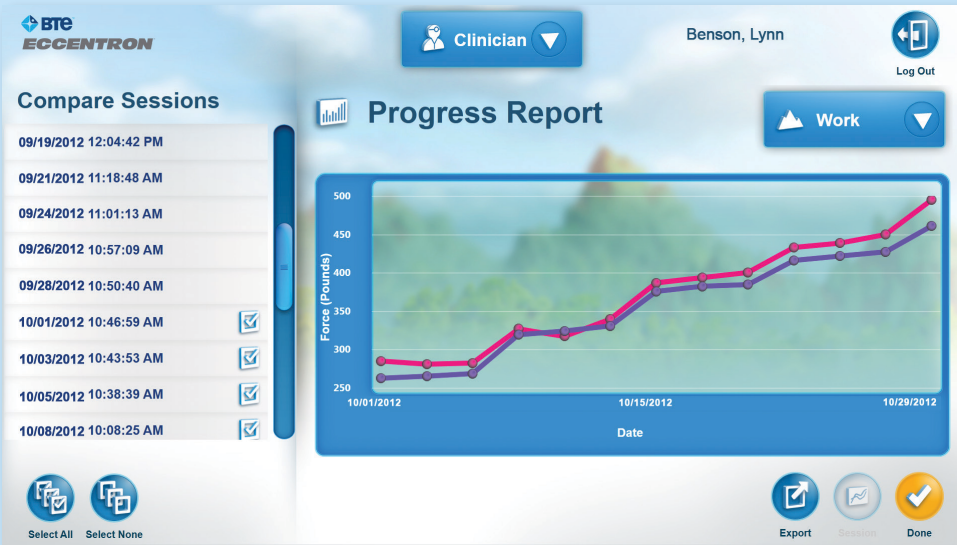 BTE
ECCENTRON
Clinician
Benson, Lynn
Log Out
Compare Sessions
09/19/2012 12:04:42 PM
09/21/2012 11:18:48 AM
09/24/2012 11:01:13 AM
09/26/2012 10:57:09 AM
09/28/2012 10:50:40 AM
10/01/2012 10:46:59 AM
10/03/2012 10:43:53 AM
10/05/2012 10:38:39 AM
10/08/2012 10:08:25 AM
Select All
Select None
Progress Report
Work
500
450
400
350
300
250
Force (Pounds)
10/01/2012
10/15/2012
10/29/2012
Date
Export
Session
Done